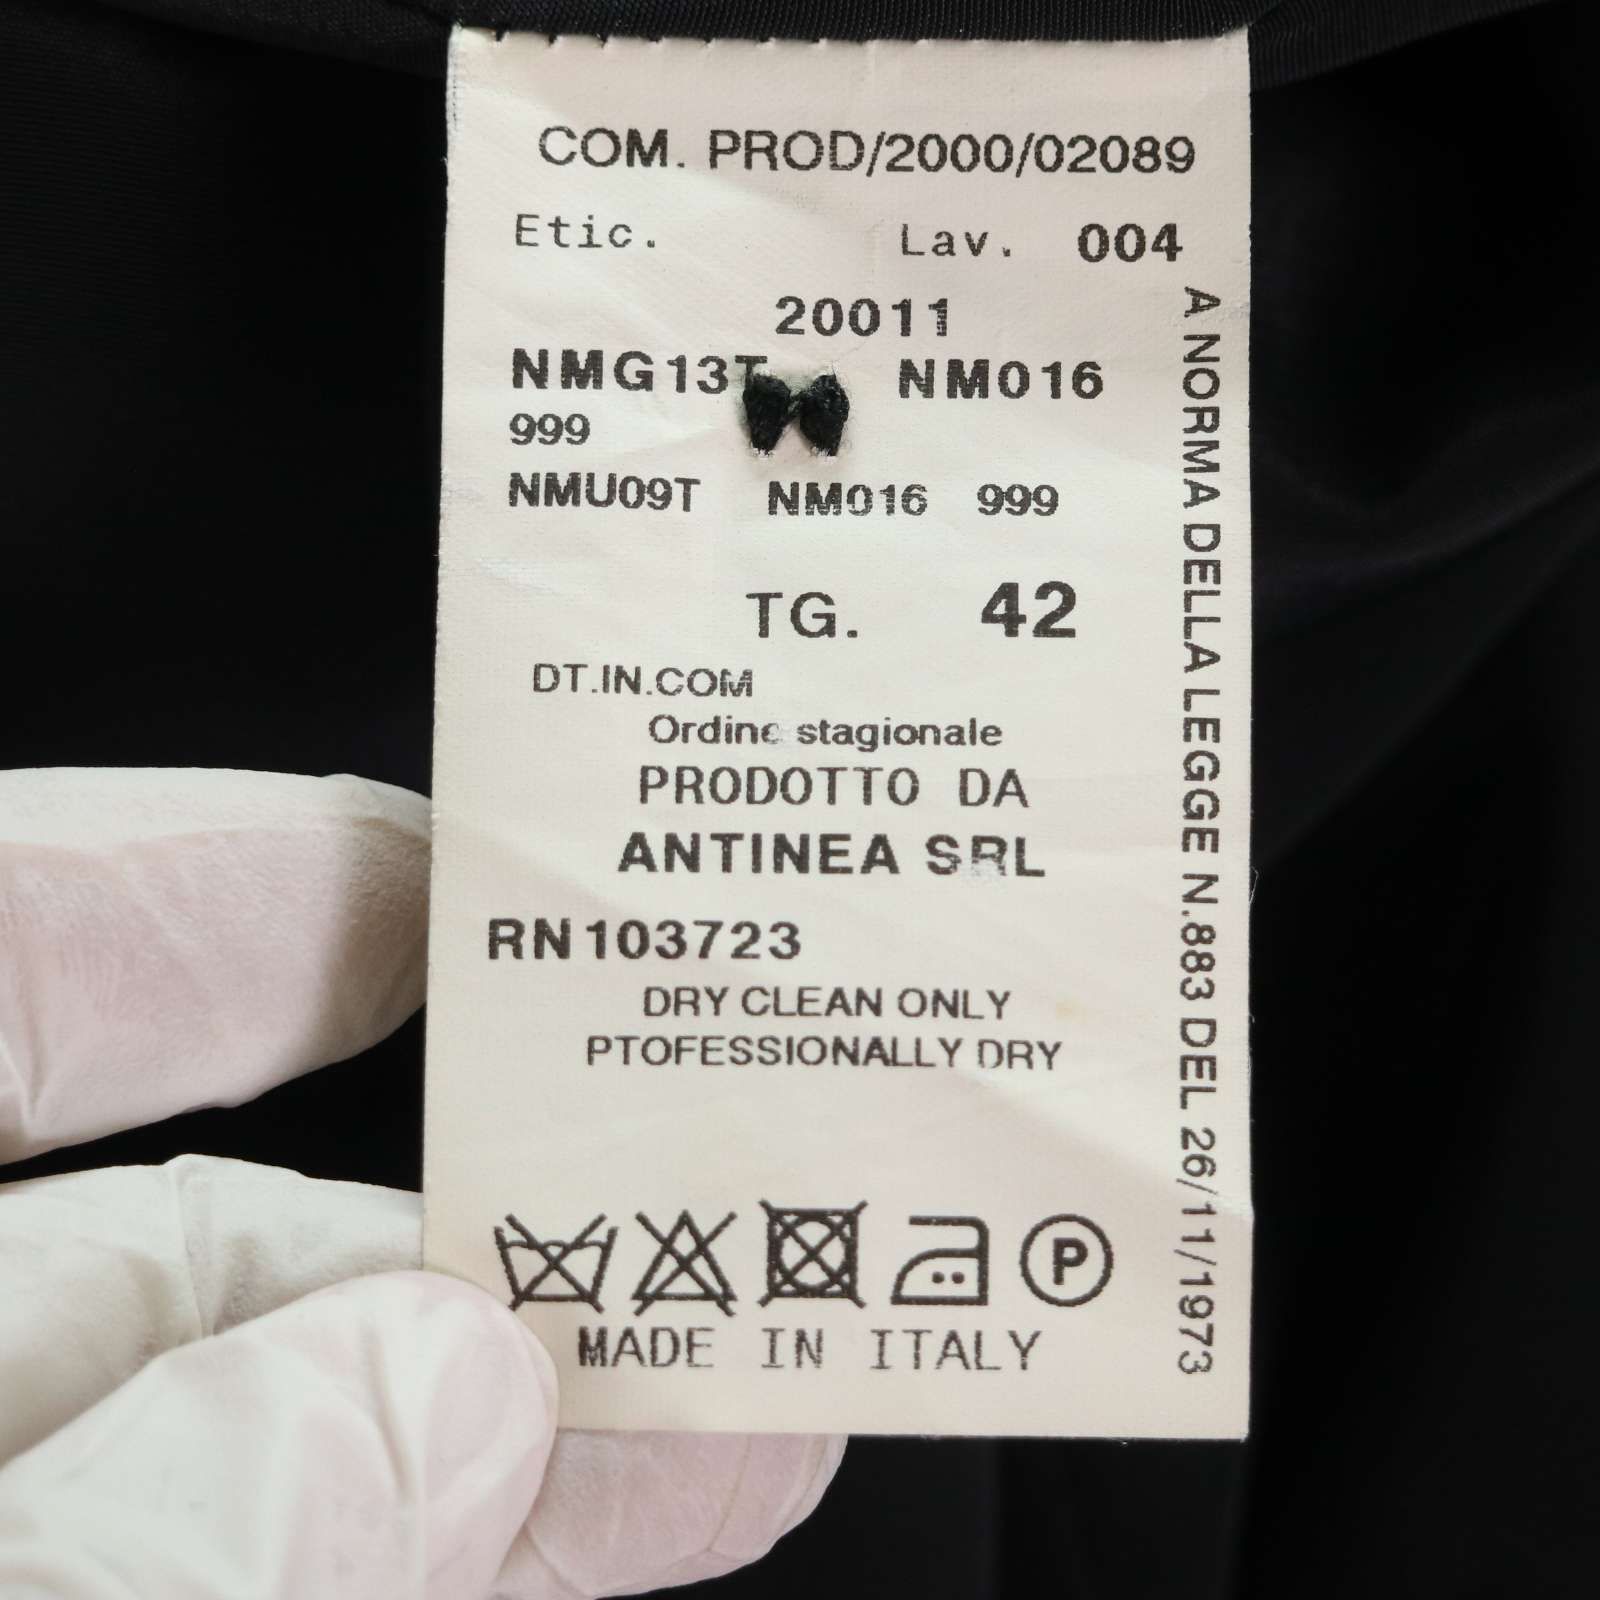 COM. PROD/2000/02089
Etic. Lav. 004
20011
NMG13T NM016
999
NMU09T NM016 999
TG. 42
DT.IN.COM
Ordine stagionale
PRODOTTO DA
ANTINEA SRL
RN103723
DRY CLEAN ONLY
PTOFESSIONALLY DRY
P
MADE IN ITALY
A NORMA DELLA LEGGE N.883 DEL 26/11/1973